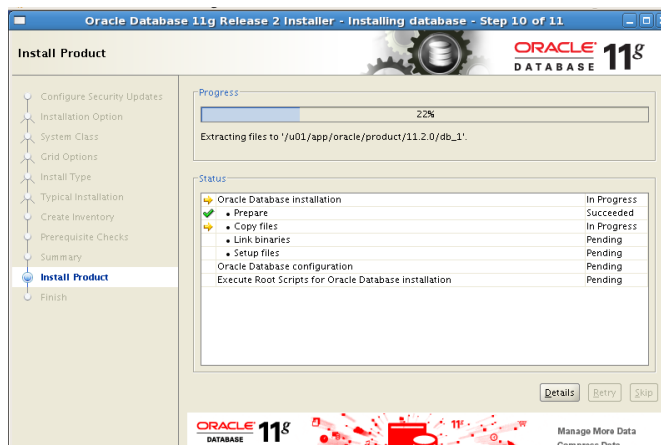 Oracle Database 11g Release 2 Installer - Installing database - Step 10 of 11
Install Product
ORACLE 11g
DATABASE
Configure Security Updates
Installation Option
System Class
Grid Options
Install Type
Typical Installation
Create Inventory
Prerequisite Checks
Summary
Install Product
Finish
Progress
22%
Extracting files to '/u01/app/oracle/product/11.2.0/db_1'.
Status
Oracle Database installation In Progress
• Prepare Succeeded
• Copy files In Progress
• Link binaries Pending
• Setup files Pending
Oracle Database configuration Pending
Execute Root Scripts for Oracle Database installation Pending
Details Retry Skip
ORACLE 11g
DATABASE
11g
Manage More Data
Compress Data